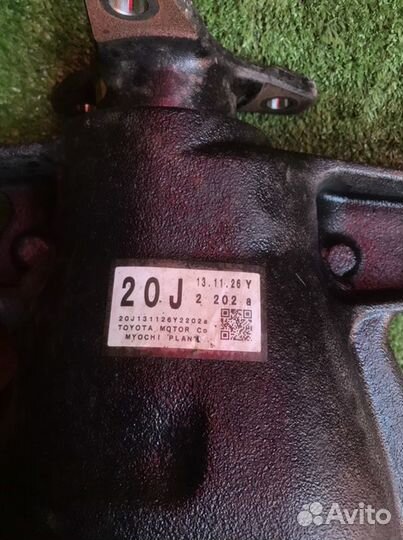 20J 13.11.26 Y
2 202 a
20J131126Y2202a
TOYOTA MOTOR Co
MYOCHI PLANT
Avito